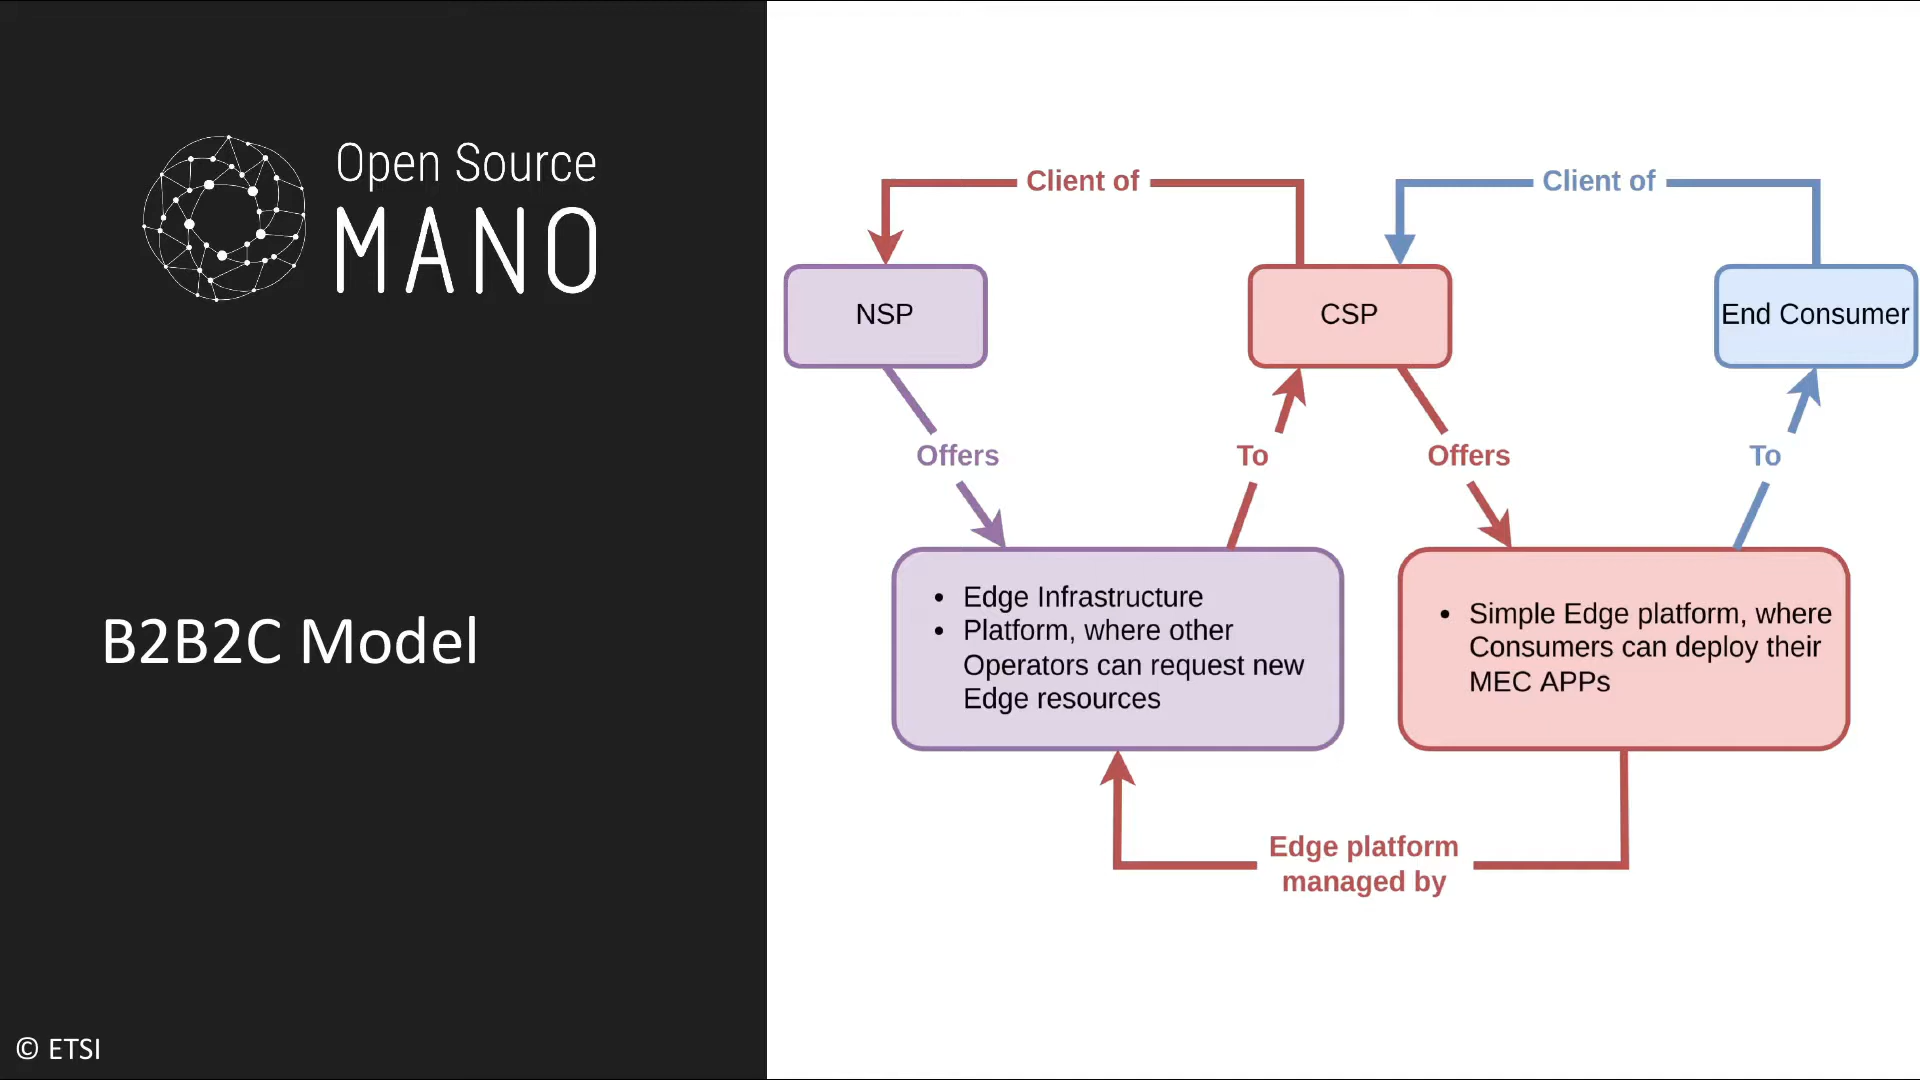 Open Source
MANO
B2B2C Model
© ETSI
Client of
Client of
NSP
CSP
End Consumer
Offers
To
Offers
To
• Edge Infrastructure
• Platform, where other
Operators can request new
Edge resources
• Simple Edge platform, where
Consumers can deploy their
MEC APPs
Edge platform
managed by